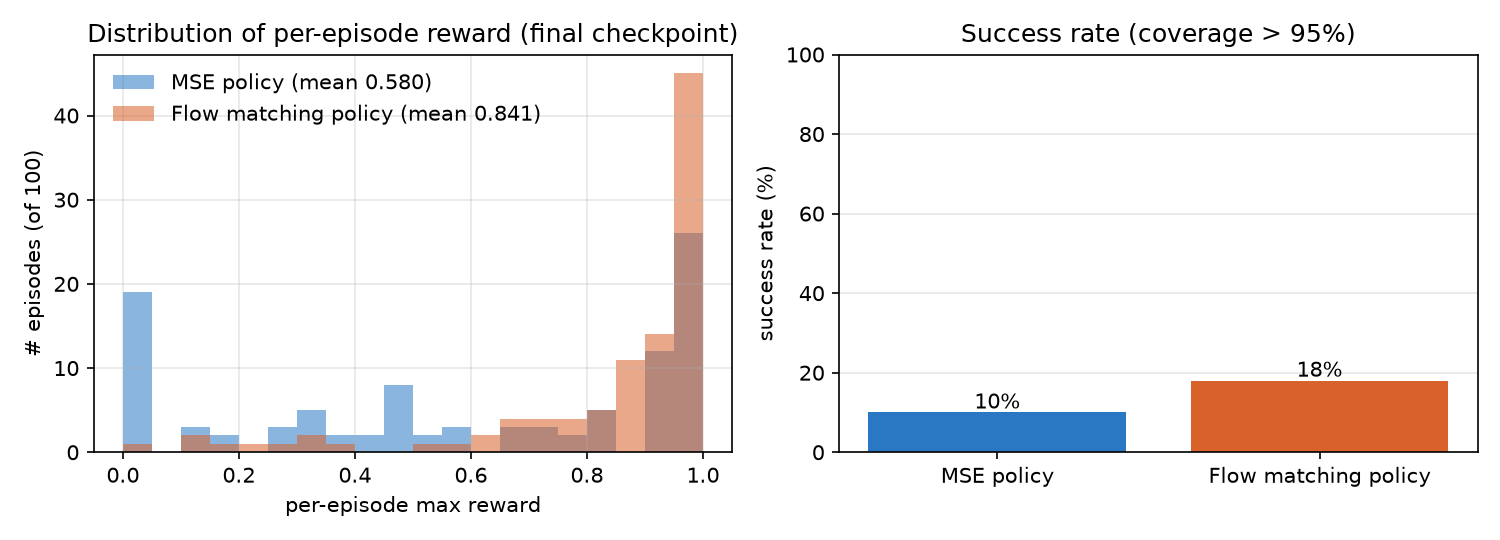 Distribution of per-episode reward (final checkpoint)
MSE policy (mean 0.580)
Flow matching policy (mean 0.841)
# episodes (of 100)
40
30
20
10
0
0.0 0.2 0.4 0.6 0.8 1.0
per-episode max reward
Success rate (coverage > 95%)
success rate (%)
100
80
60
40
20
0
10%
18%
MSE policy
Flow matching policy